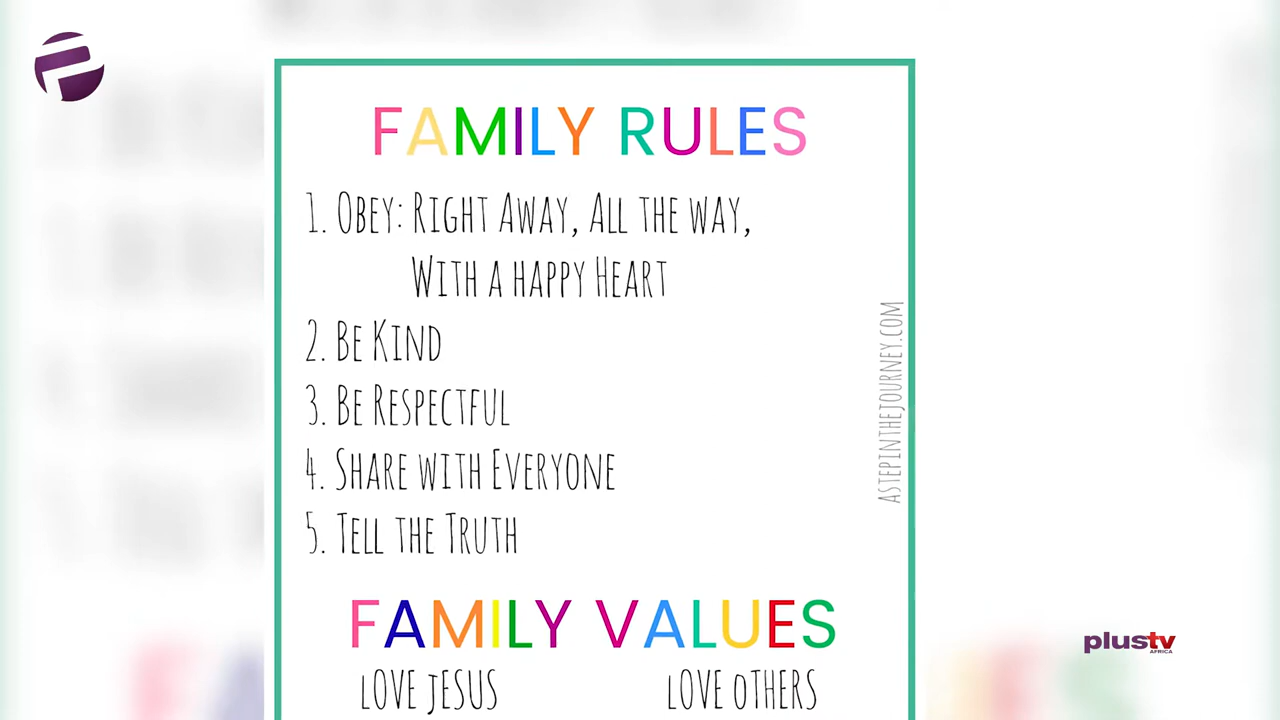 FAMILY RULES
1. OBEY: RIGHT AWAY, ALL THE WAY,
WITH A HAPPY HEART
2. BE KIND
3. BE RESPECTFUL
4. SHARE WITH EVERYONE
5. TELL THE TRUTH
ASTEPINTHEJOURNEY.COM
FAMILY VALUES
LOVE JESUS LOVE OTHERS
plustv
AFRICA